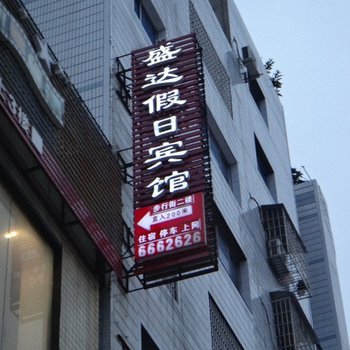 盛达假日宾馆
步行街二楼
直入200米
住宿 停车 上网
6662626